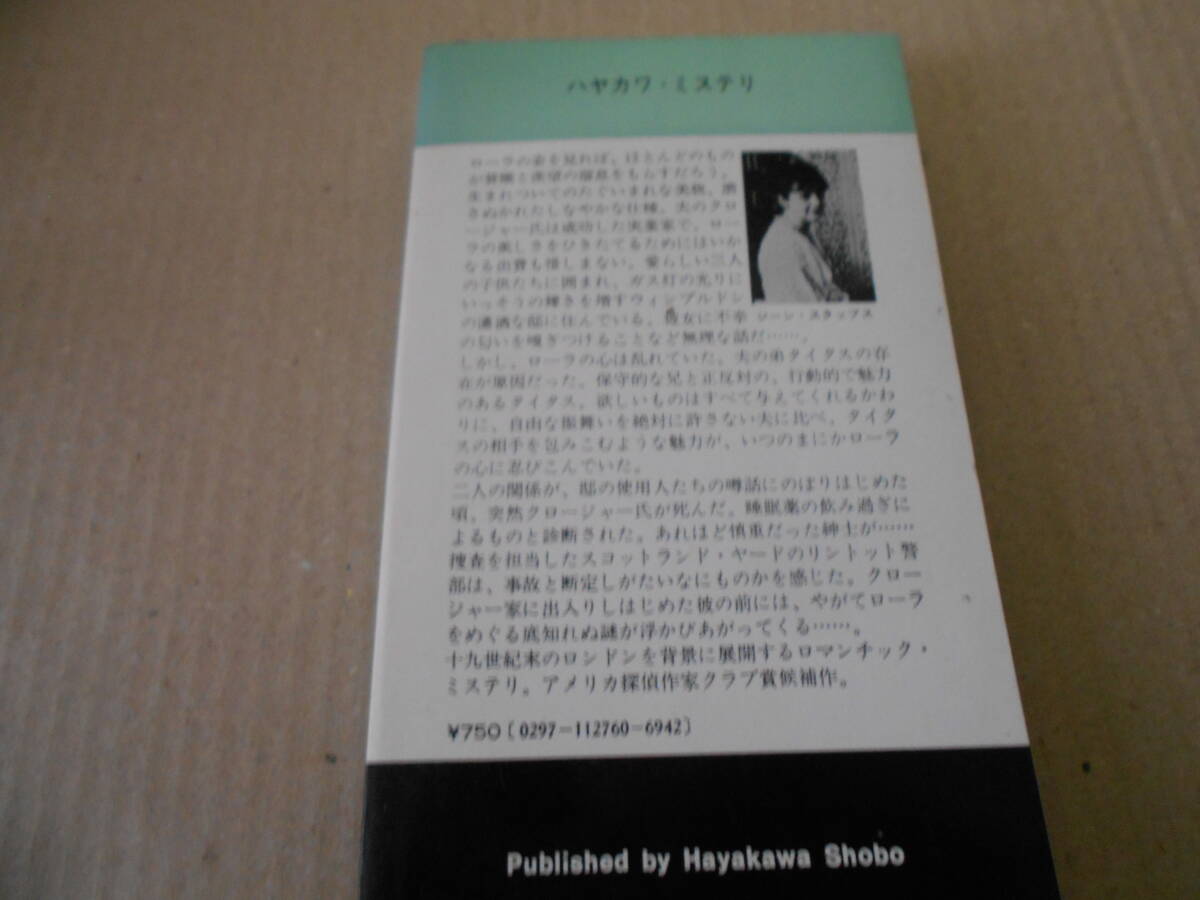 ハヤカワ・ミステリ
ローラの姿を見れば、ほとんどのもの
が賛嘆と羨望の溜息をもらすだろう。
生まれついてのたぐいまれな美貌、洗
さぬかれたしなやかな仕種。夫のクロ
ージャー氏は成功した実業家で、ロー
ラの美しさをひきたてるためにはいか
なる出費も惜しまない。愛らしい三人
の子供たちに囲まれ、ガス灯の光りに
いっそうの輝きを増すウィンブルドン
の瀟洒な邸に住んでいる。彼女に不幸
の匂いを嗅ぎつけることなど無理な話だ……。
ジーン・スタッブス
しかし、ローラの心は乱れていた。夫の弟タイタスの存
在が原因だった。保守的な兄と正反対の、行動的で魅力
のあるタイタス。欲しいものはすべて与えてくれるかわ
りに、自由な振舞いを絶対に許さない夫に比べ、タイタ
スの相手を包みこむような魅力が、いつのまにかローラ
の心に忍びこんでいた。
二人の関係が、邸の使用人たちの噂話にのぼりはじめた
頃、突然クロージャー氏が死んだ。睡眠薬の飲み過ぎに
よるものと診断された。あれほど慎重だった紳士が……
捜査を担当したスコットランド・ヤードのリントット警
部は、事故と断定しがたいなにものかを感じた。クロー
ジャー家に出入りしはじめた彼の前には、やがてローラ
をめぐる底知れぬ謎が浮かびあがってくる……。
十九世紀末のロンドンを背景に展開するロマンチック・
ミステリ。アメリカ探偵作家クラブ賞候補作。
¥750［0297-112760-6942］
Published by Hayakawa Shobo